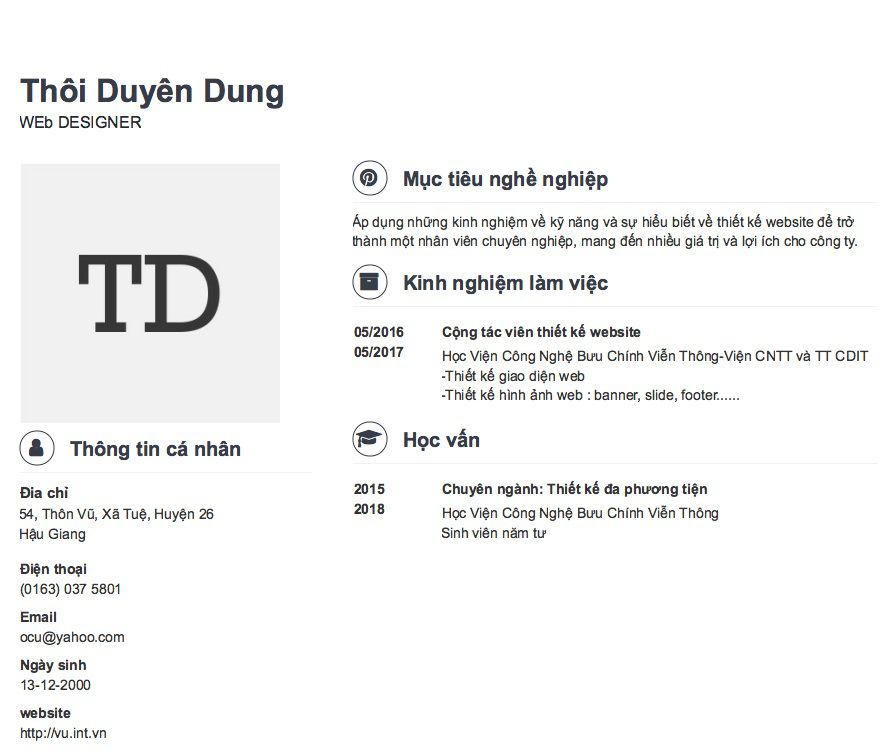 Thôi Duyên Dung
WEb DESIGNER
TD
Thông tin cá nhân
Đia chỉ
54, Thôn Vũ, Xã Tuệ, Huyện 26
Hậu Giang
Điện thoại
(0163) 037 5801
Email
ocu@yahoo.com
Ngày sinh
13-12-2000
website
http://vu.int.vn
Mục tiêu nghề nghiệp
Áp dụng những kinh nghiệm về kỹ năng và sự hiểu biết về thiết kế website để trở
thành một nhân viên chuyên nghiệp, mang đến nhiều giá trị và lợi ích cho công ty.
Kinh nghiệm làm việc
05/2016
05/2017
Cộng tác viên thiết kế website
Học Viện Công Nghệ Bưu Chính Viễn Thông-Viện CNTT và TT CDIT
-Thiết kế giao diện web
-Thiết kế hình ảnh web : banner, slide, footer......
Học vấn
2015
2018
Chuyên ngành: Thiết kế đa phương tiện
Học Viện Công Nghệ Bưu Chính Viễn Thông
Sinh viên năm tư